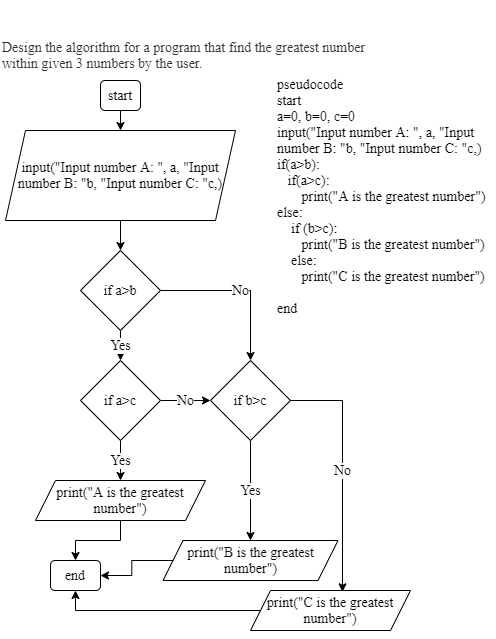 Design the algorithm for a program that find the greatest number
within given 3 numbers by the user.
start
input("Input number A: ", a, "Input
number B: "b, "Input number C: "c,)
if a>b
No
Yes
if a>c
No
if b>c
Yes
No
print("A is the greatest
number")
Yes
print("B is the greatest
number")
end
print("C is the greatest
number")
pseudocode
start
a=0, b=0, c=0
input("Input number A: ", a, "Input
number B: "b, "Input number C: "c,)
if(a>b):
if(a>c):
print("A is the greatest number")
else:
if (b>c):
print("B is the greatest number")
else:
print("C is the greatest number")
end